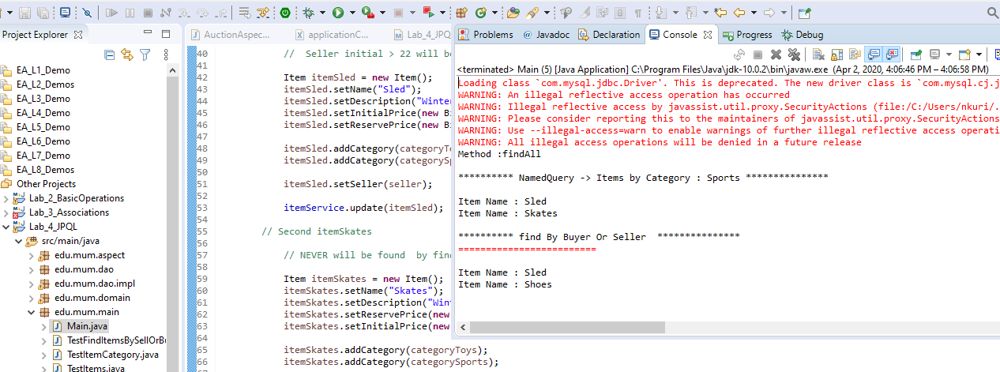 Project Explorer
EA_L1_Demo
EA_L2_Demos
EA_L3_Demo
EA_L4_Demo
EA_L5_Demo
EA_L6_Demo
EA_L7_Demo
EA_L8_Demos
Other Projects
Lab_2_BasicOperations
Lab_3_Associations
Lab_4_JPQL
src/main/java
edu.mum.aspect
edu.mum.dao
edu.mum.dao.impl
edu.mum.domain
edu.mum.main
Main.java
TestFindItemsBySellOrBu
TestItemCategory.java
TestItems.java
AuctionAspec... applicationC... Lab_4_JPQL
40 // Seller initial > 22 will be
41
42 Item itemSled = new Item();
43 itemSled.setName("Sled");
44 itemSled.setDescription("Winter
45 itemSled.setInitialPrice(new Bi
46 itemSled.setReservePrice(new Bi
47
48 itemSled.addCategory(categoryTo
49 itemSled.addCategory(categorySp
50
51 itemSled.setSeller(seller);
52
53 itemService.update(itemSled);
54
55 // Second itemSkates
56
57 // NEVER will be found by fin
58
59 Item itemSkates = new Item();
60 itemSkates.setName("Skates");
61 itemSkates.setDescription("Wint
62 itemSkates.setReservePrice(new
63 itemSkates.setInitialPrice(new
64
65 itemSkates.addCategory(categoryToys);
66 itemSkates.addCategory(categorySports);
Problems @ Javadoc Declaration Console Progress Debug
<terminated> Main (5) [Java Application] C:\Program Files\Java\jdk-10.0.2\bin\javaw.exe (Apr 2, 2020, 4:06:46 PM – 4:06:58 PM)
Loading class `com.mysql.jdbc.Driver'. This is deprecated. The new driver class is `com.mysql.cj.j
WARNING: An illegal reflective access operation has occurred
WARNING: Illegal reflective access by javassist.util.proxy.SecurityActions (file:/C:/Users/nkuri/.
WARNING: Please consider reporting this to the maintainers of javassist.util.proxy.SecurityActions
WARNING: Use --illegal-access=warn to enable warnings of further illegal reflective access operati
WARNING: All illegal access operations will be denied in a future release
Method :findAll
********** NamedQuery -> Items by Category : Sports ***************
Item Name : Sled
Item Name : Skates
********** find By Buyer Or Seller ***************
=========================
Item Name : Sled
Item Name : Shoes